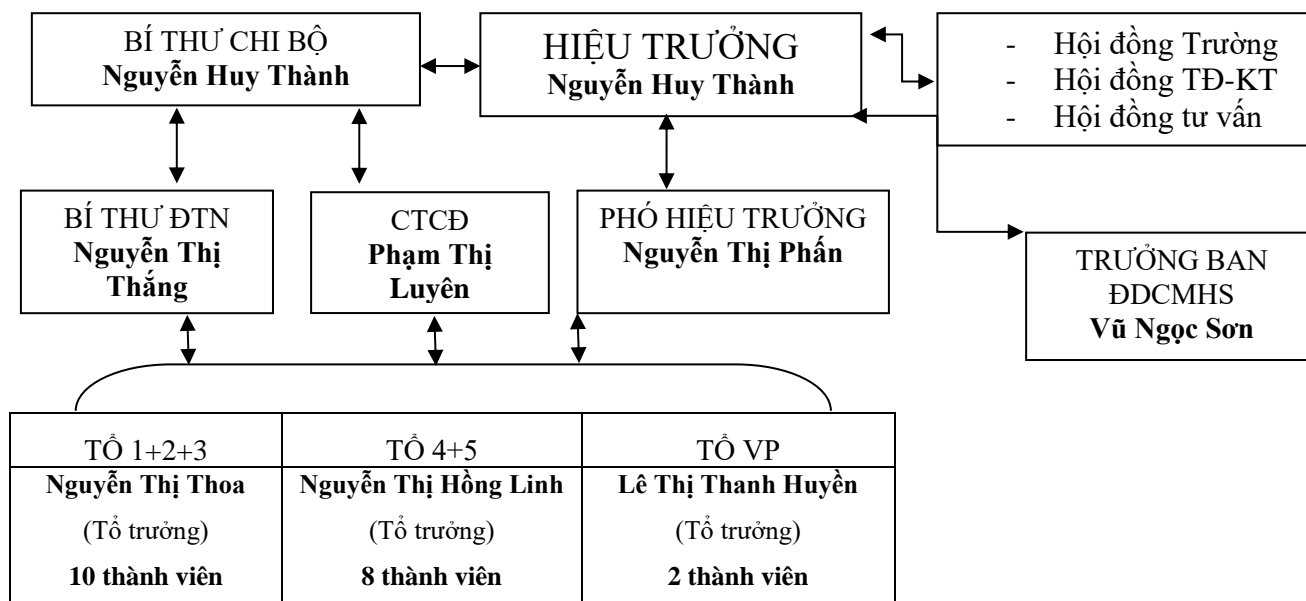 BÍ THƯ CHI BỘ
Nguyễn Huy Thành
HIỆU TRƯỞNG
Nguyễn Huy Thành
- Hội đồng Trường
- Hội đồng TĐ-KT
- Hội đồng tư vấn
BÍ THƯ ĐTN
Nguyễn Thị
Thắng
CTCĐ
Phạm Thị
Luyên
PHÓ HIỆU TRƯỞNG
Nguyễn Thị Phấn
TRƯỞNG BAN
ĐDCMHS
Vũ Ngọc Sơn
TỔ 1+2+3
Nguyễn Thị Thoa
(Tổ trưởng)
10 thành viên
TỔ 4+5
Nguyễn Thị Hồng Linh
(Tổ trưởng)
8 thành viên
TỔ VP
Lê Thị Thanh Huyền
(Tổ trưởng)
2 thành viên